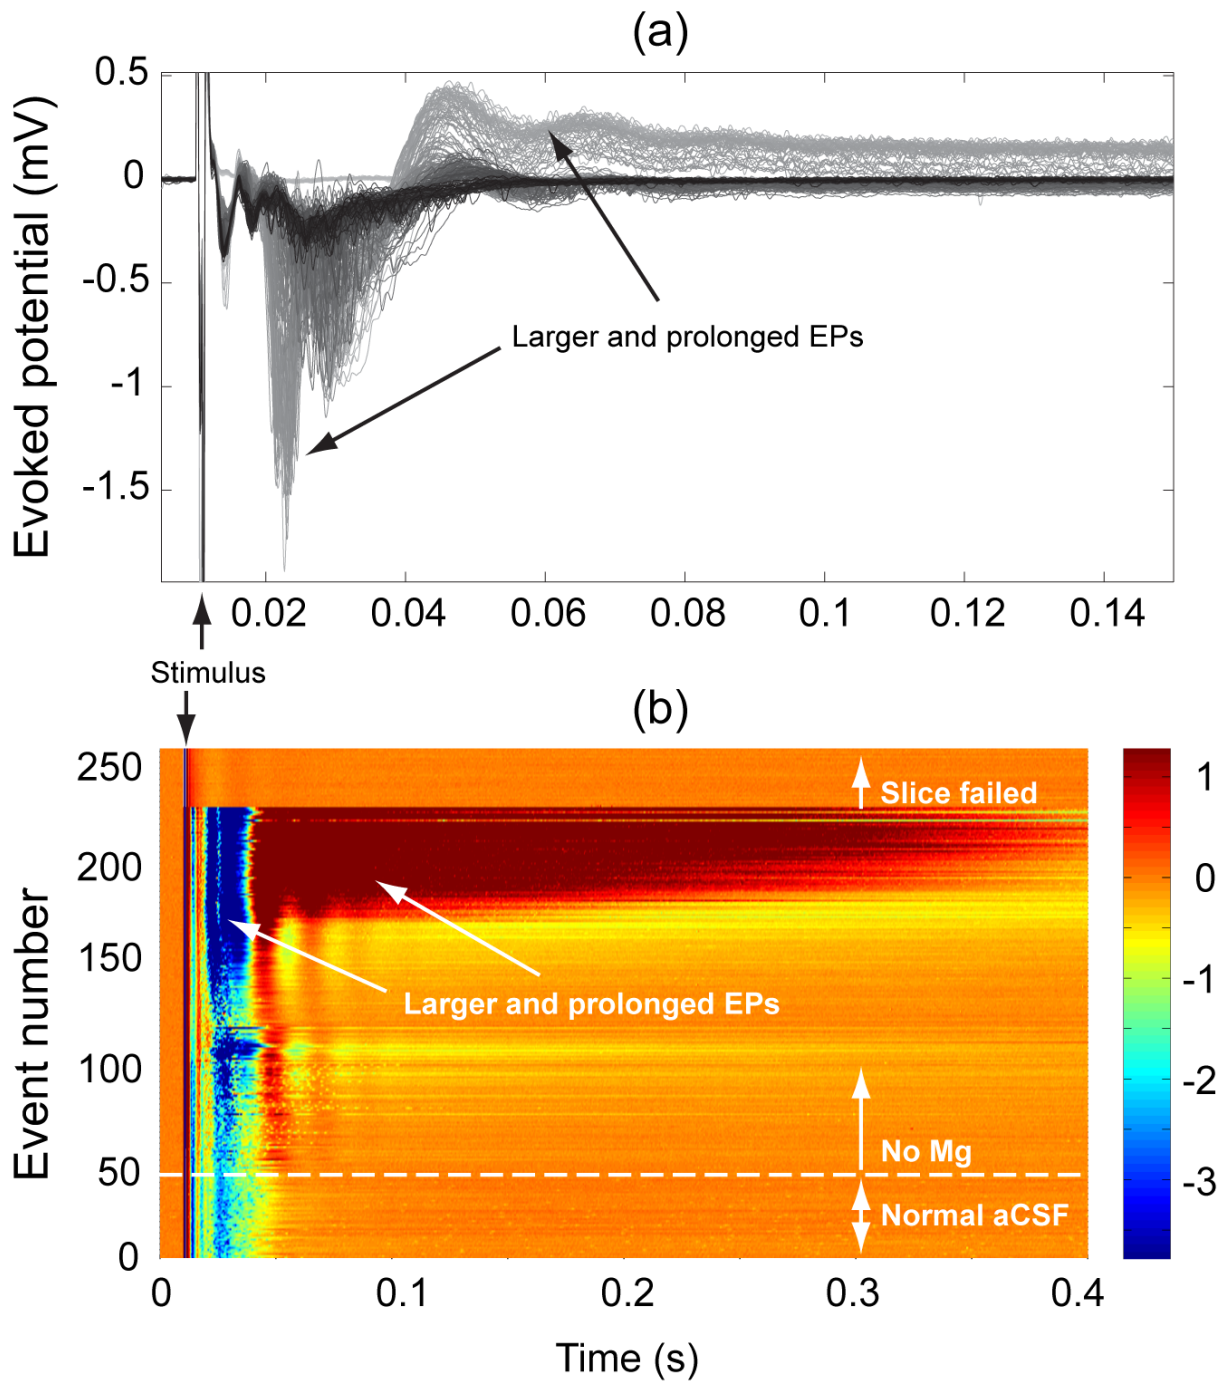 (a)
Evoked potential (mV)
0.5
0
-0.5
-1
-1.5
Larger and prolonged EPs
0.02 0.04 0.06 0.08 0.1 0.12 0.14
Stimulus
(b)
Event number
250
200
150
100
50
0
Slice failed
Larger and prolonged EPs
No Mg
Normal aCSF
1
0
-1
-2
-3
0 0.1 0.2 0.3 0.4
Time (s)